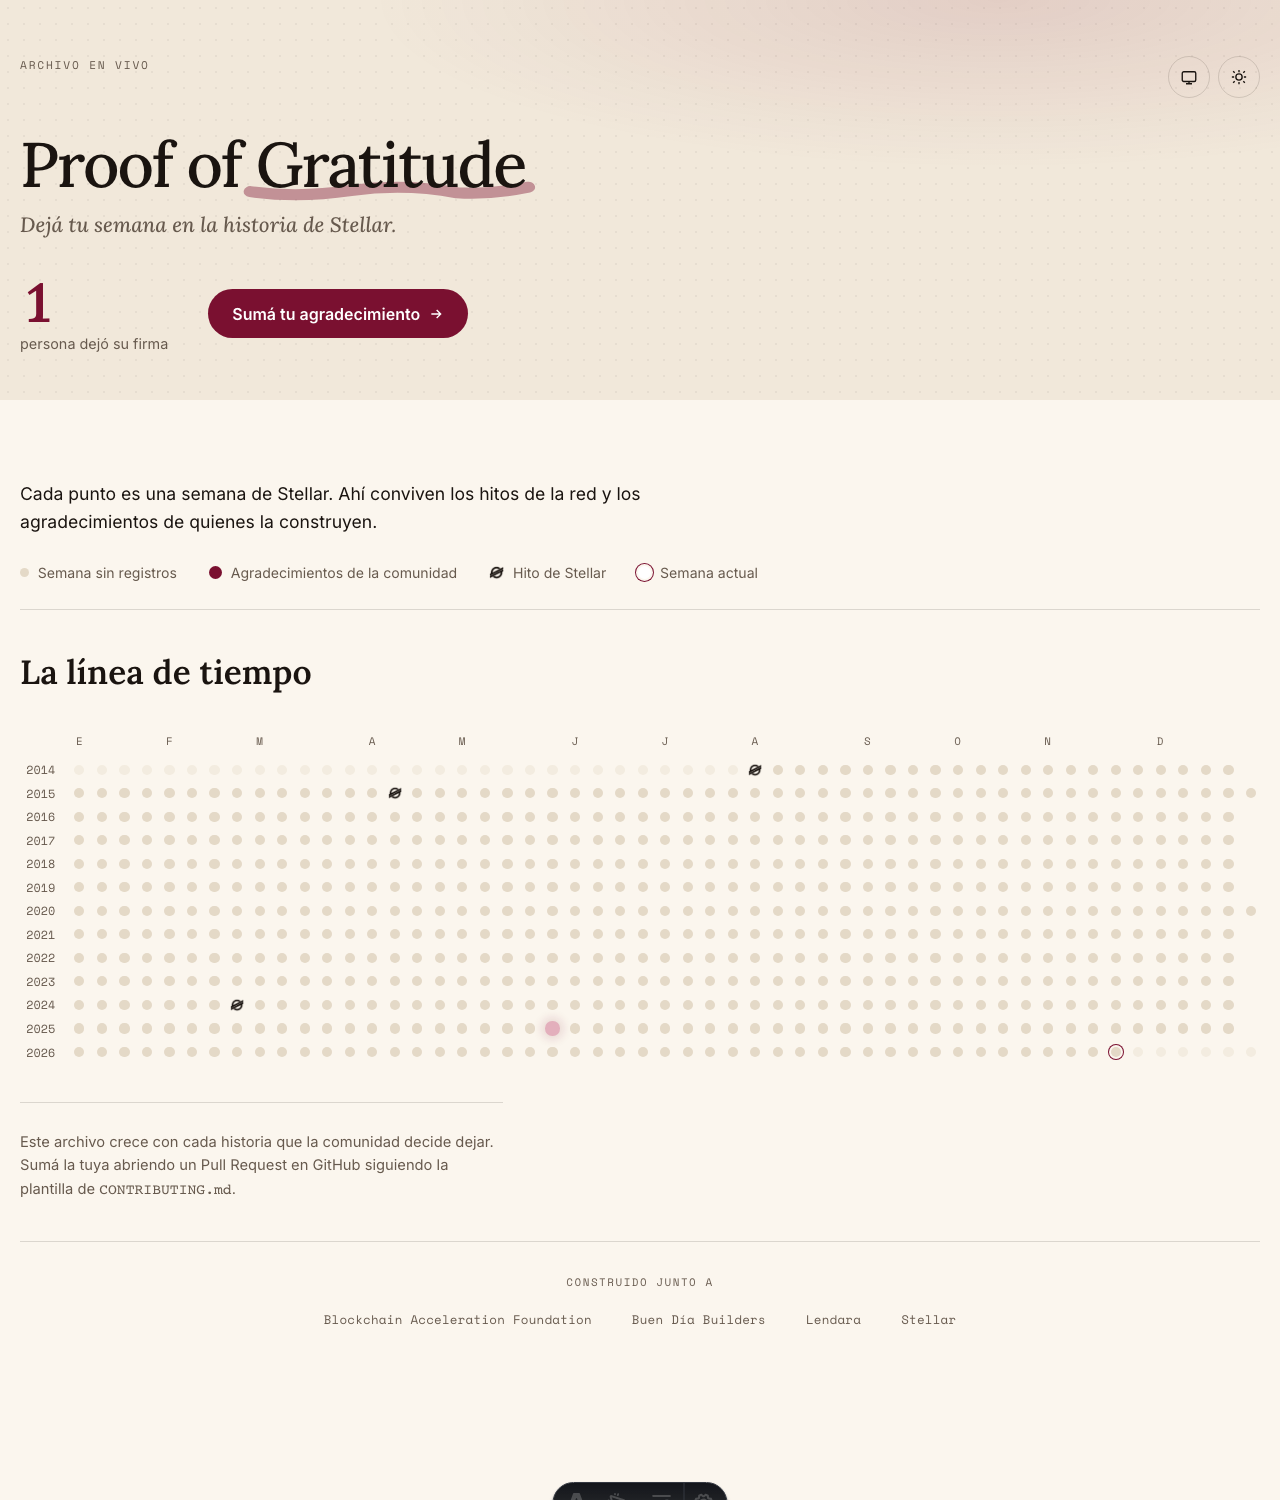 ARCHIVO EN VIVO
Proof of Gratitude
Dejá tu semana en la historia de Stellar.
1
persona dejó su firma
Sumá tu agradecimiento →
Cada punto es una semana de Stellar. Ahí conviven los hitos de la red y los
agradecimientos de quienes la construyen.
Semana sin registros
Agradecimientos de la comunidad
Hito de Stellar
Semana actual
La línea de tiempo
E F M A M J J A S O N D
2014
2015
2016
2017
2018
2019
2020
2021
2022
2023
2024
2025
2026
Este archivo crece con cada historia que la comunidad decide dejar.
Sumá la tuya abriendo un Pull Request en GitHub siguiendo la
plantilla de CONTRIBUTING.md.
CONSTRUIDO JUNTO A
Blockchain Acceleration Foundation Buen Día Builders Lendara Stellar